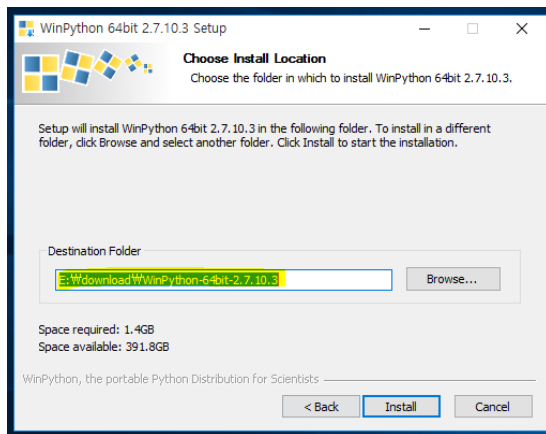 WinPython 64bit 2.7.10.3 Setup
Choose Install Location
Choose the folder in which to install WinPython 64bit 2.7.10.3.
Setup will install WinPython 64bit 2.7.10.3 in the following folder. To install in a different
folder, click Browse and select another folder. Click Install to start the installation.
Destination Folder
E:₩download₩WinPython-64bit-2.7.10.3
Browse...
Space required: 1.4GB
Space available: 391.8GB
WinPython, the portable Python Distribution for Scientists
< Back Install Cancel